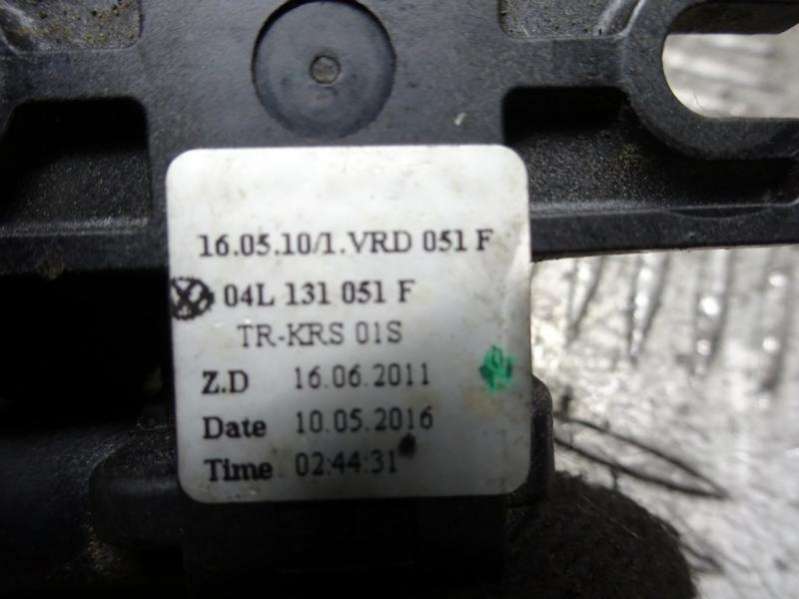 16.05.10/1.VRD 051 F
04L 131 051 F
TR-KRS 01S
Z.D 16.06.2011
Date 10.05.2016
Time 02:44:31